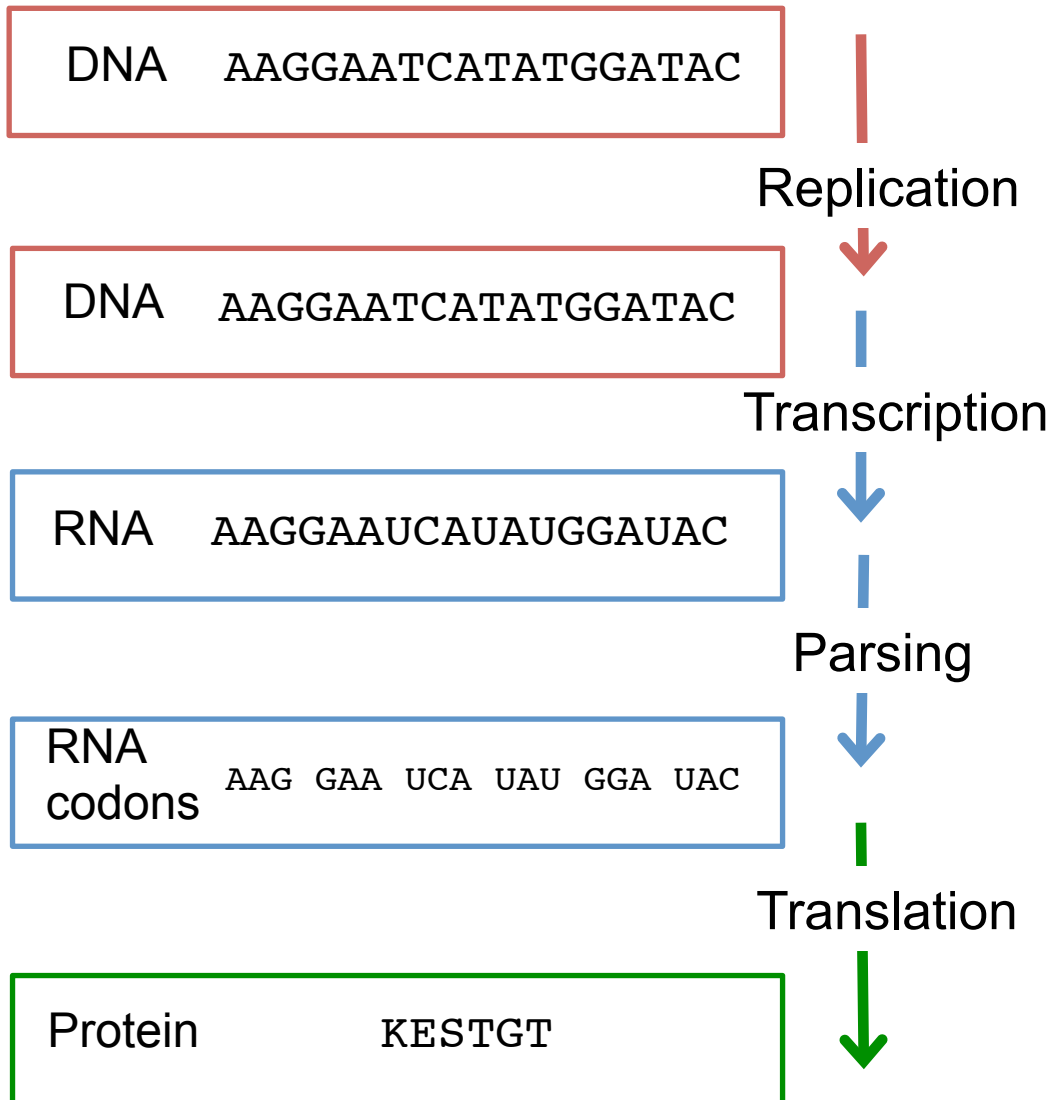 DNA AAGGAATCATATGGATAC
Replication
DNA AAGGAATCATATGGATAC
Transcription
RNA AAGGAAUCAUAUGGAUAC
Parsing
RNA
codons AAG GAA UCA UAU GGA UAC
Translation
Protein KESTGT